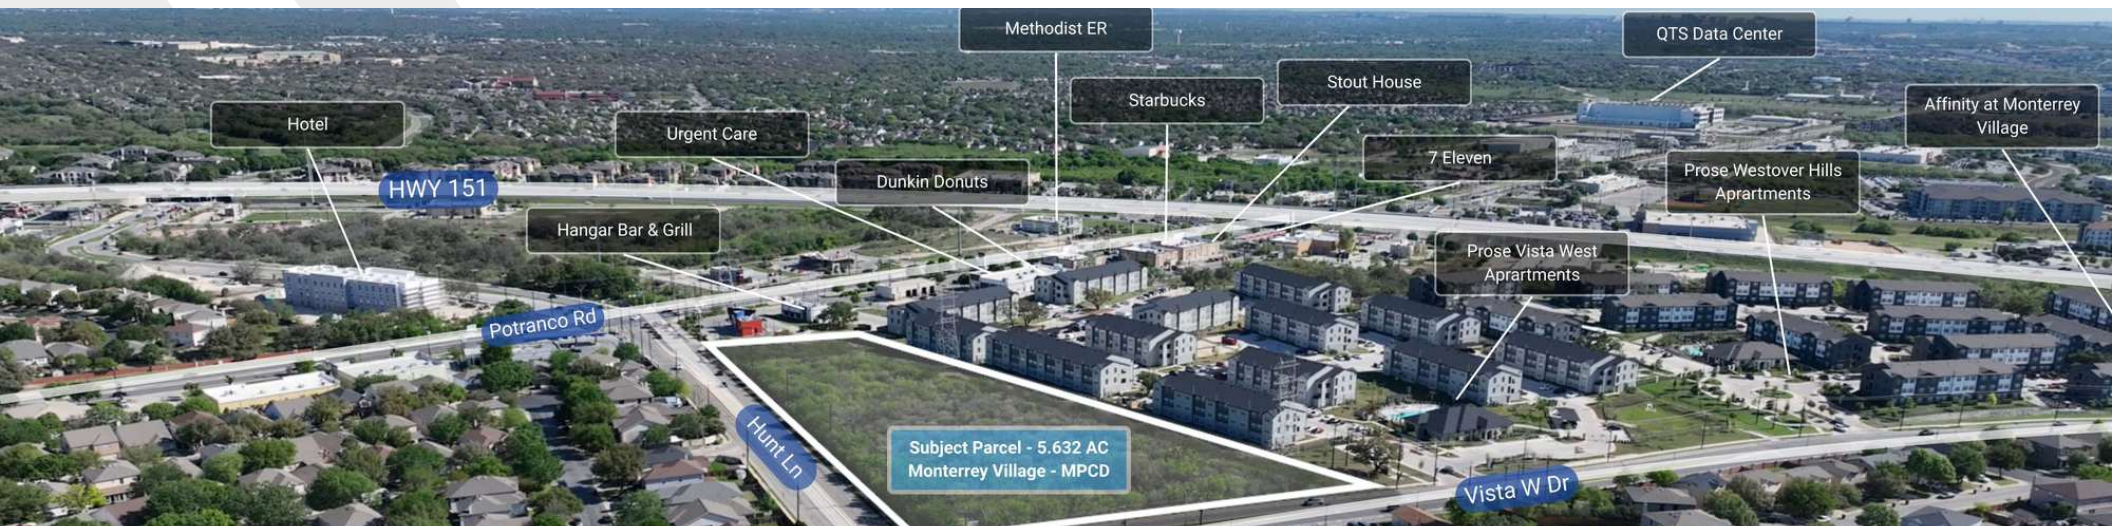 Methodist ER
QTS Data Center
Stout House
Starbucks
Affinity at Monterrey
Village
Hotel
Urgent Care
7 Eleven
Dunkin Donuts
Prose Westover Hills
Aprartments
HWY 151
Hangar Bar & Grill
Prose Vista West
Aprartments
Potranco Rd
Hunt Ln
Subject Parcel - 5.632 AC
Monterrey Village - MPCD
Vista W Dr